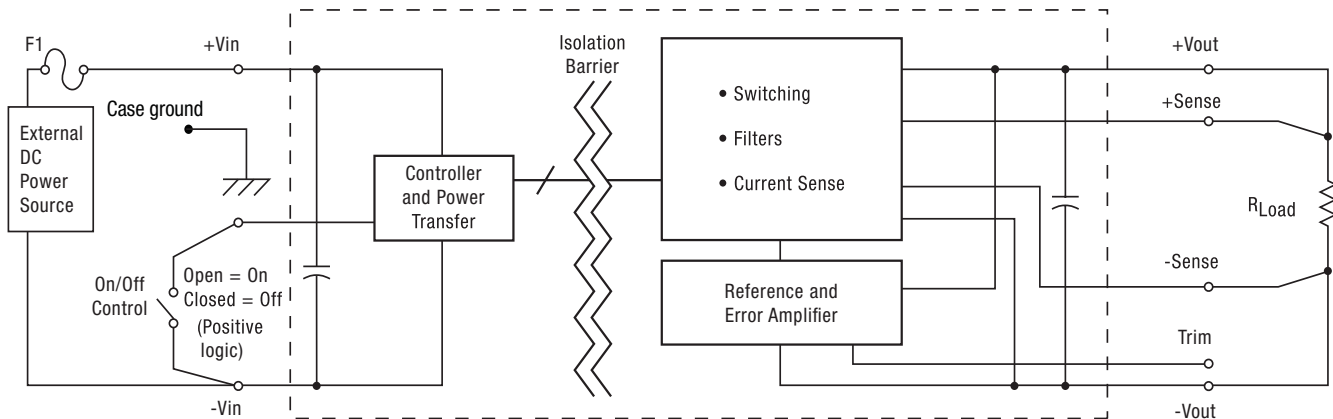 F1
+Vin
Isolation
Barrier
+Vout
Case ground
• Switching
+Sense
External
DC
Power
Source
• Filters
Controller
and Power
Transfer
• Current Sense
RLoad
On/Off
Control
Open = On
Closed = Off
(Positive
logic)
Reference and
Error Amplifier
-Sense
Trim
-Vin
-Vout